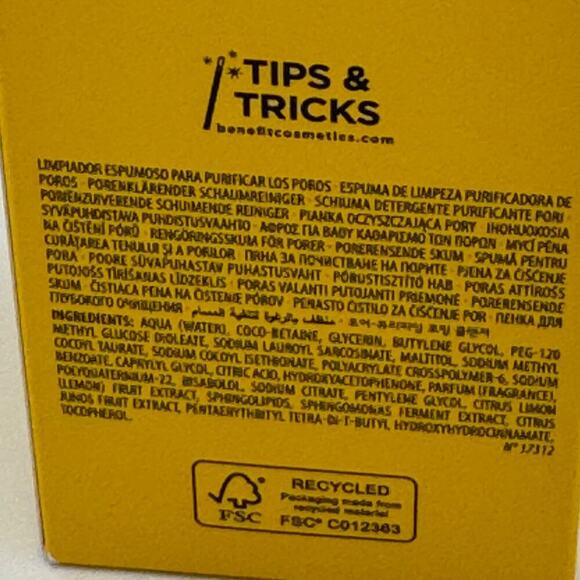 TIPS &
TRICKS
benefitcosmetics.com
LIMPIADOR ESPUMOSO PARA PURIFICAR LOS POROS · ESPUMA DE LIMPEZA PURIFICADORA DE
POROS · PORENKLÄRENDER SCHAUMREINIGER · SCHIUMA DETERGENTE PURIFICANTE PORI ·
PORIËNZUIVERENDE SCHUIMENDE REINIGER · PIANKA OCZYSZCZAJĄCA PORY · IHOHUOKOSIA
SYVÄPUHDISTAVA PUHDISTUSVAAHTO · ΑΦΡΟΣ ΓΙΑ ΒΑΘΥ ΚΑΘΑΡΙΣΜΟ ΤΩΝ ΠΟΡΩΝ · MYCÍ PĚNA
NA ČIŠTĚNÍ PÓRŮ · RENGÖRINGSSKUM FÖR PORER · PORERENSENDE SKUM · SPUMĂ PENTRU
CURĂȚAREA TENULUI ȘI A PORILOR · ПЯНА ЗА ПОЧИСТВАНЕ НА ПОРИТЕ · PJENA ZA ČIŠĆENJE
PORA · POORE SÜVAPUHASTAV PUHASTUSVAHT · PÓRUSTISZTÍTÓ HAB · PORAS ATTĪROŠS
PUTOJOŠS TĪRĪŠANAS LĪDZEKLIS · PORAS VALANTI PUTOJANTI PRIEMONĖ · PORERENSENDE
SKUM · ČISTIACA PENA NA ČISTENIE PÓROV · PENASTO ČISTILO ZA ČIŠČENJE POR · ПЕНКА ДЛЯ
ГЛУБОКОГО ОЧИЩЕНИЯ · منظف بالرغوة لتنقية المسام ·
INGREDIENTS: AQUA (WATER), COCO-BETAINE, GLYCERIN, BUTYLENE GLYCOL, PEG-120
METHYL GLUCOSE DIOLEATE, SODIUM LAUROYL SARCOSINATE, MALTITOL, SODIUM METHYL
COCOYL TAURATE, SODIUM COCOYL ISETHIONATE, POLYACRYLATE CROSSPOLYMER-6, SODIUM
BENZOATE, CAPRYLYL GLYCOL, CITRIC ACID, HYDROXYACETOPHENONE, PARFUM (FRAGRANCE),
POLYQUATERNIUM-22, BISABOLOL, SODIUM CITRATE, PENTYLENE GLYCOL, CITRUS LIMON
(LEMON) FRUIT EXTRACT, SPHINGOLIPIDS, SPHINGOMONAS FERMENT EXTRACT, CITRUS
JUNOS FRUIT EXTRACT, PENTAERYTHRITYL TETRA-DI-T-BUTYL HYDROXYHYDROCINNAMATE,
TOCOPHEROL.
N° 17312
RECYCLED
Packaging made from
recycled material
FSC
FSC® C012363